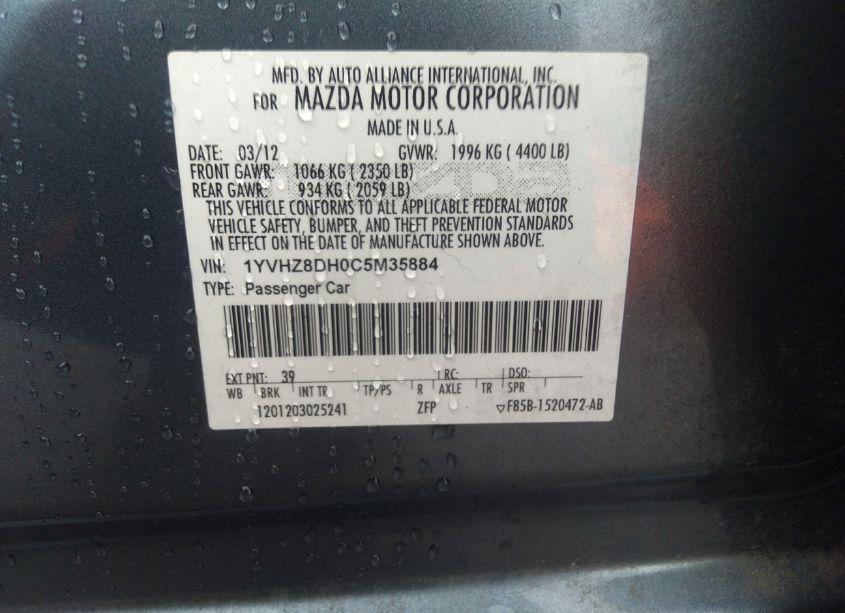 MFD. BY AUTO ALLIANCE INTERNATIONAL, INC.
FOR MAZDA MOTOR CORPORATION
MADE IN U.S.A.
DATE: 03/12 GVWR: 1996 KG ( 4400 LB)
FRONT GAWR: 1066 KG ( 2350 LB)
REAR GAWR: 934 KG ( 2059 LB)
THIS VEHICLE CONFORMS TO ALL APPLICABLE FEDERAL MOTOR
VEHICLE SAFETY, BUMPER, AND THEFT PREVENTION STANDARDS
IN EFFECT ON THE DATE OF MANUFACTURE SHOWN ABOVE.
VIN: 1YVHZ8DH0C5M35884
TYPE: Passenger Car
EXT PNT: 39 RC: DSO:
WB BRK INT TR TP/PS R AXLE TR SPR
1201203025241 ZFP ▽F85B-1520472-AB